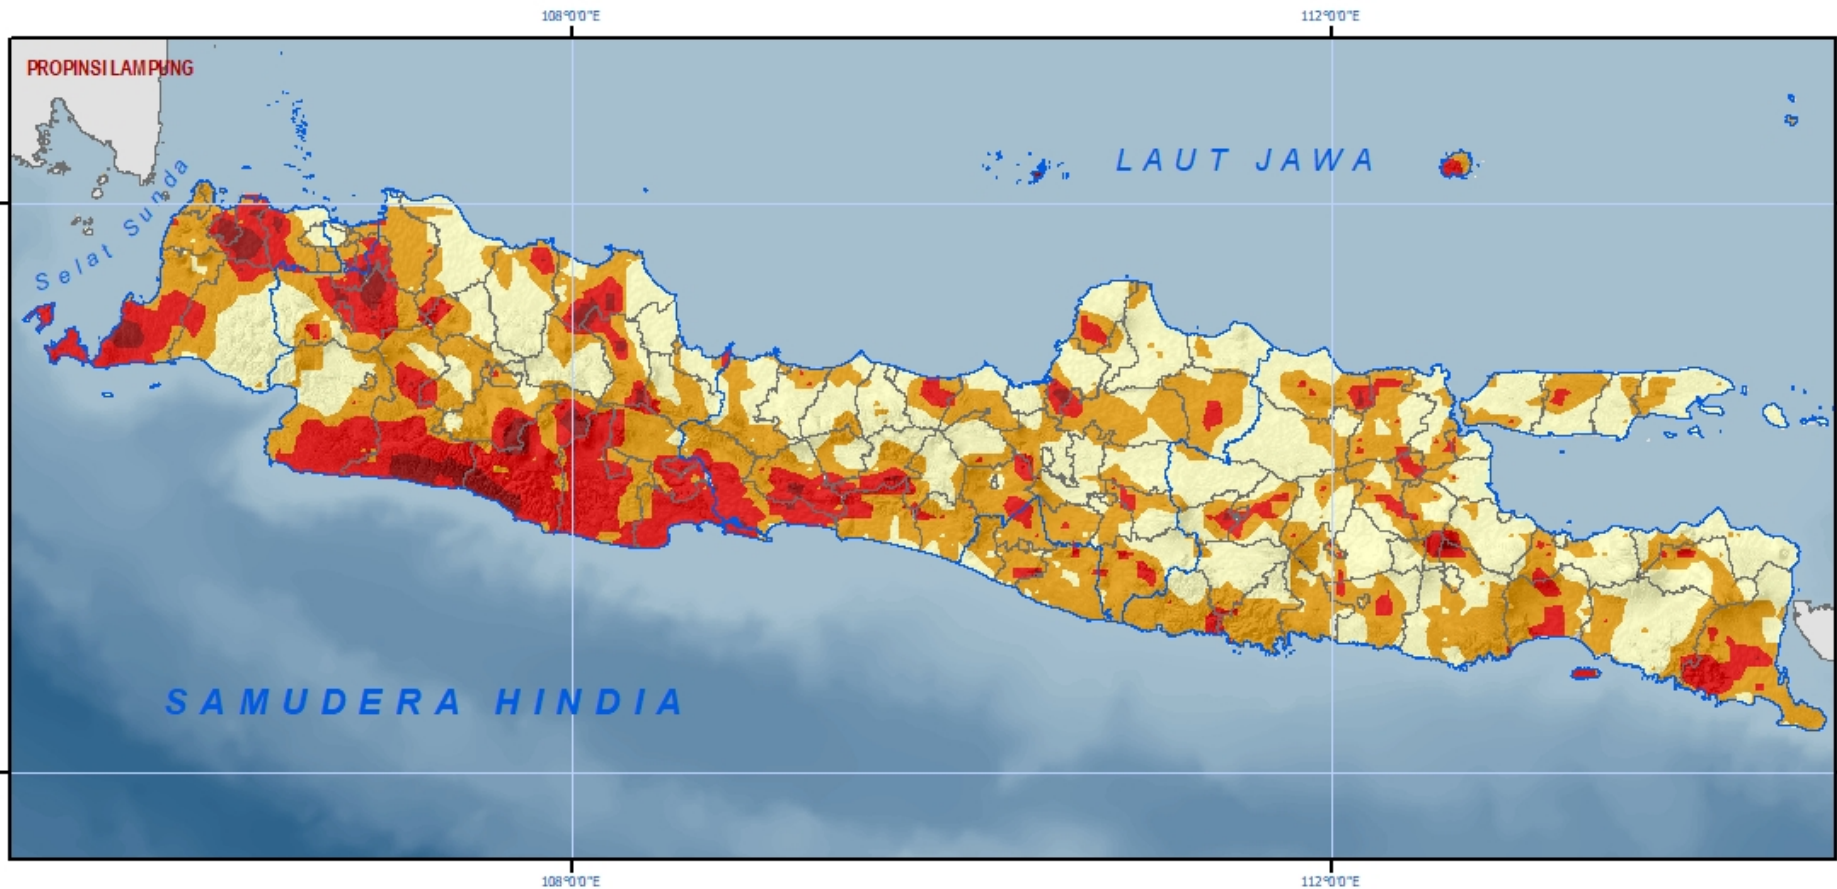 108°0'0"E
112°0'0"E
PROPINSI LAMPUNG
LAUT JAWA
Selat Sunda
SAMUDERA HINDIA
108°0'0"E
112°0'0"E